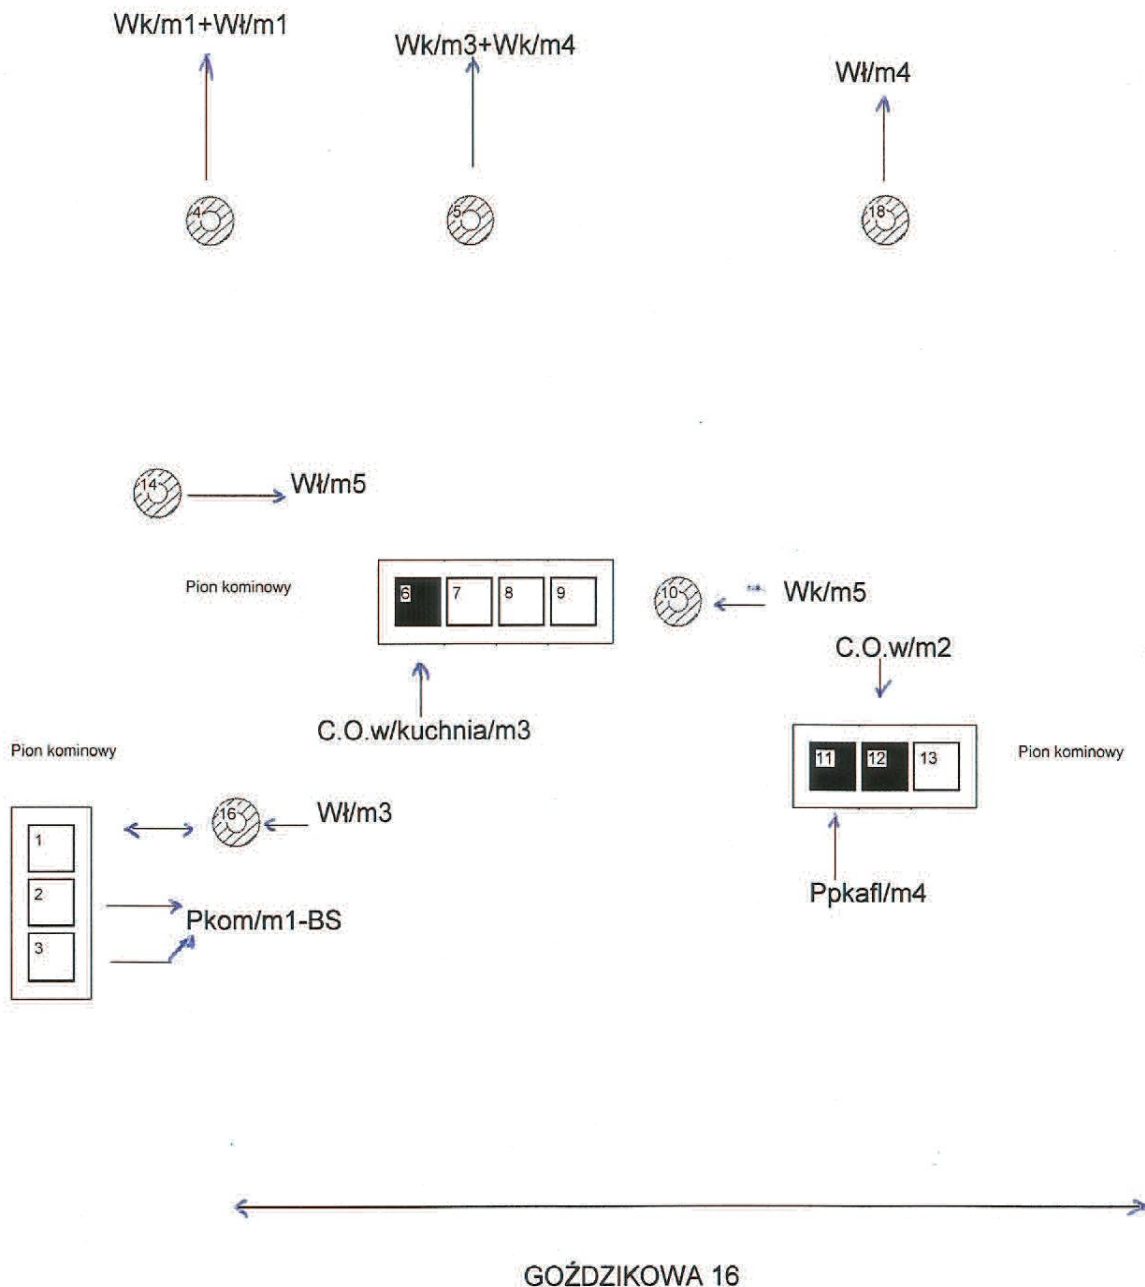 Wk/m1+Wł/m1
Wk/m3+Wk/m4
Wł/m4
4
5
18
14
Wł/m5
Pion kominowy
6 7 8 9
10
Wk/m5
C.O.w/m2
C.O.w/kuchnia/m3
Pion kominowy
11 12 13
Pion kominowy
16
Wł/m3
1
2
3
Pkom/m1-BS
Ppkafl/m4
GOŹDZIKOWA 16